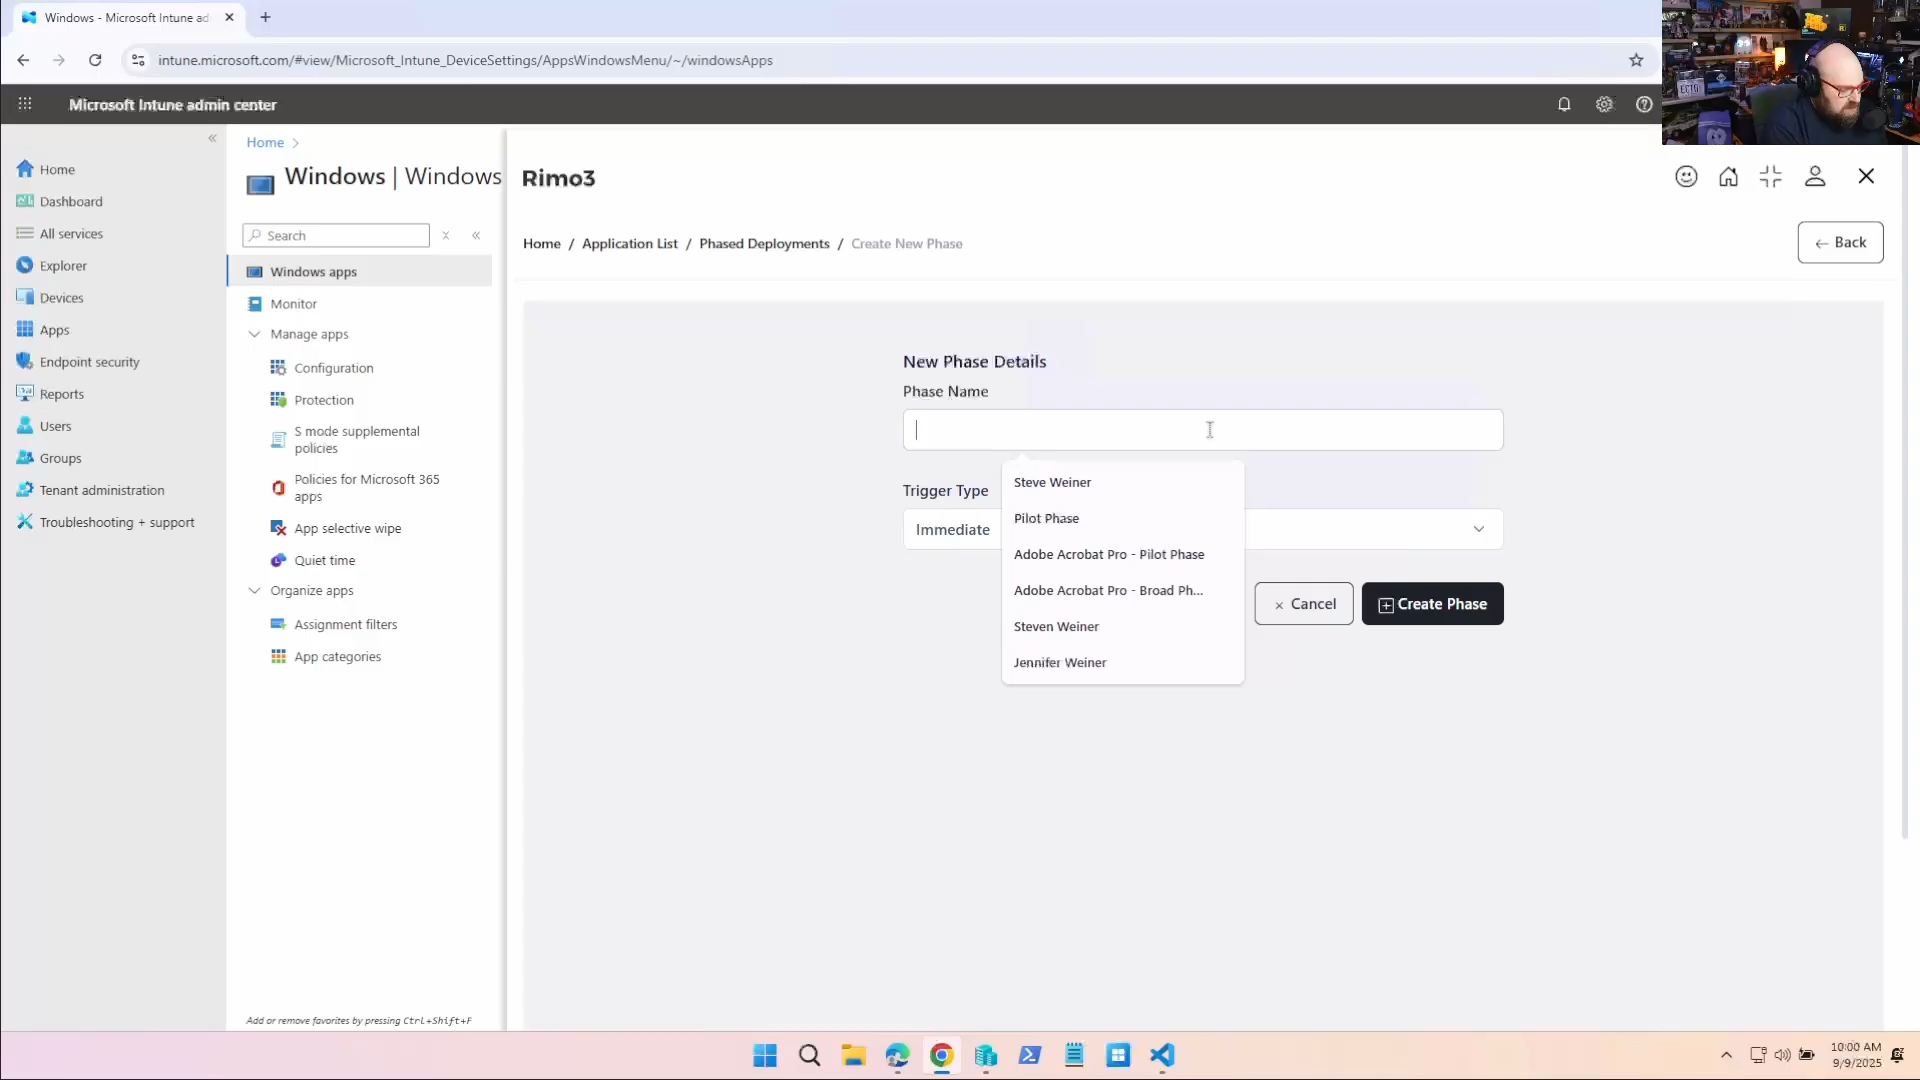 Windows - Microsoft Intune ad
intune.microsoft.com/#view/Microsoft_Intune_DeviceSettings/AppsWindowsMenu/~/windowsApps
Microsoft Intune admin center
Home
Dashboard
All services
Explorer
Devices
Apps
Endpoint security
Reports
Users
Groups
Tenant administration
Troubleshooting + support
Home >
Windows | Windows
Search
Windows apps
Monitor
Manage apps
Configuration
Protection
S mode supplemental
policies
Policies for Microsoft 365
apps
App selective wipe
Quiet time
Organize apps
Assignment filters
App categories
Add or remove favorites by pressing Ctrl+Shift+F
Rimo3
Home / Application List / Phased Deployments / Create New Phase
← Back
New Phase Details
Phase Name
Steve Weiner
Pilot Phase
Adobe Acrobat Pro - Pilot Phase
Adobe Acrobat Pro - Broad Ph...
Steven Weiner
Jennifer Weiner
Trigger Type
Immediate
× Cancel
Create Phase
ECTO
10:00 AM
9/9/2025